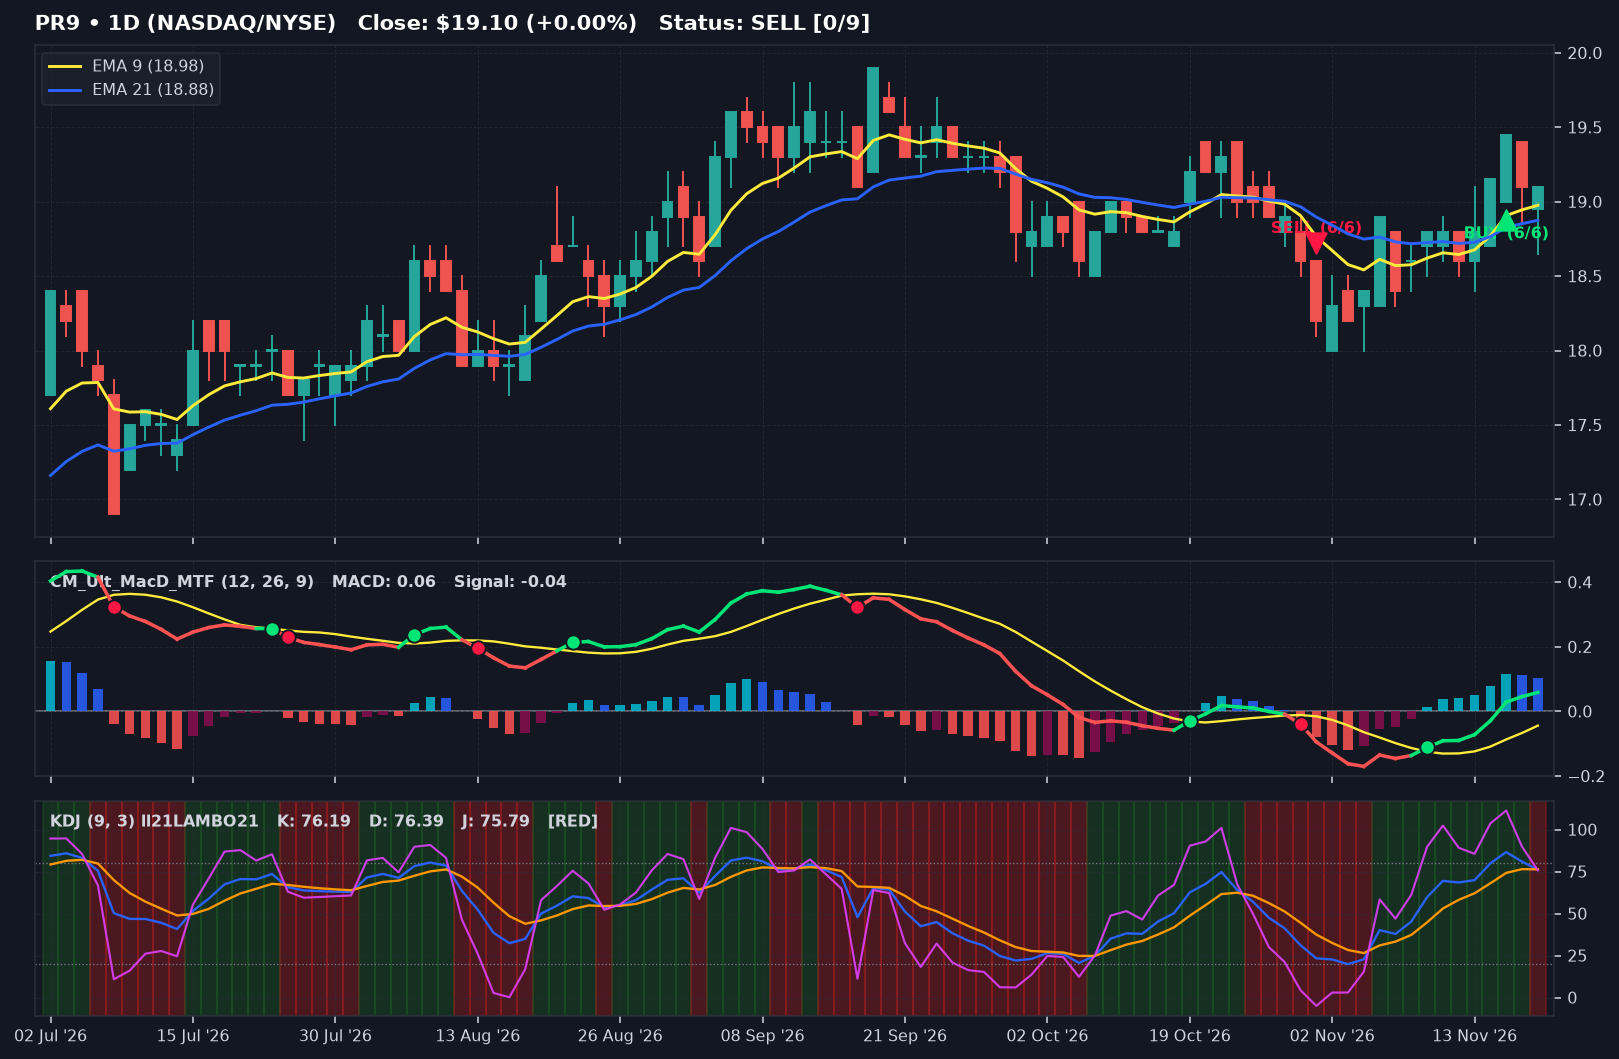 PR9 • 1D (NASDAQ/NYSE)   Close: $19.10 (+0.00%)   Status: SELL [0/9]
EMA 9 (18.98)
EMA 21 (18.88)
20.0
19.5
19.0
18.5
18.0
17.5
17.0
SELL (6/6)
BUY (6/6)
CM_Ult_MacD_MTF (12, 26, 9)   MACD: 0.06   Signal: -0.04
0.4
0.2
0.0
−0.2
KDJ (9, 3) II21LAMBO21   K: 76.19   D: 76.39   J: 75.79   [RED]
100
75
50
25
0
02 Jul '26
15 Jul '26
30 Jul '26
13 Aug '26
26 Aug '26
08 Sep '26
21 Sep '26
02 Oct '26
19 Oct '26
02 Nov '26
13 Nov '26